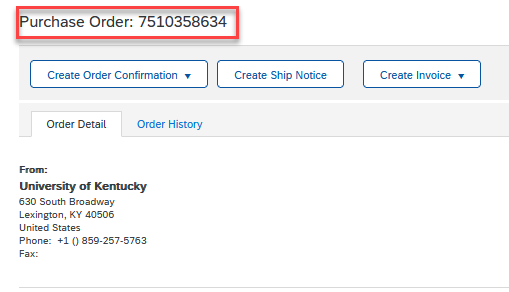 Purchase Order: 7510358634
Create Order Confirmation ▼ Create Ship Notice Create Invoice ▼
Order Detail Order History
From:
University of Kentucky
630 South Broadway
Lexington, KY 40506
United States
Phone: +1 () 859-257-5763
Fax: